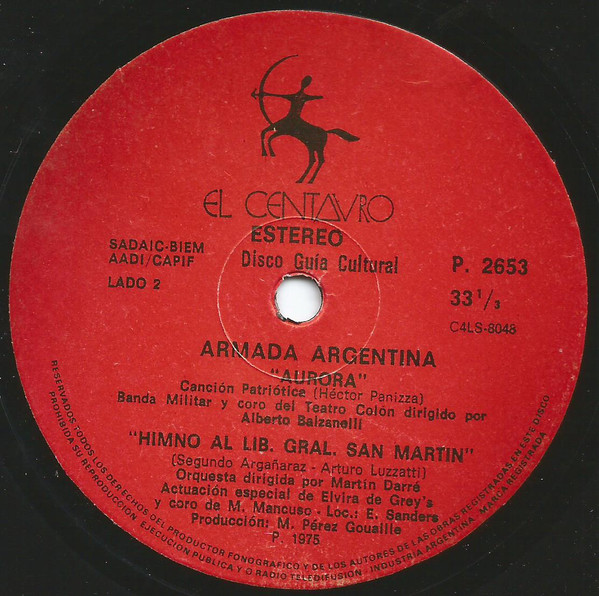 EL CENTAVRO
ESTEREO
Disco Guía Cultural
SADAIC-BIEM
AADI/CAPIF
LADO 2
P. 2653
33 1/3
C4LS-8048
ARMADA ARGENTINA
"AURORA"
Canción Patriótica (Héctor Panizza)
Banda Militar y coro del Teatro Colón dirigido por
Alberto Balzanelli
"HIMNO AL LIB. GRAL. SAN MARTIN"
(Segundo Argañaraz - Arturo Luzzatti)
Orquesta dirigida por Martín Darré
Actuación especial de Elvira de Grey's
y coro de M. Mancuso - Loc.: E. Sanders
Producción: M. Pérez Gouaille
P. 1975
RESERVADOS TODOS LOS DERECHOS DEL PRODUCTOR FONOGRAFICO Y DE LOS AUTORES DE LAS OBRAS REGISTRADAS EN ESTE DISCO
PROHIBIDA SU REPRODUCCION EJECUCION PUBLICA Y O RADIO TELEDIFUSION - INDUSTRIA ARGENTINA. MARCA REGISTRADA